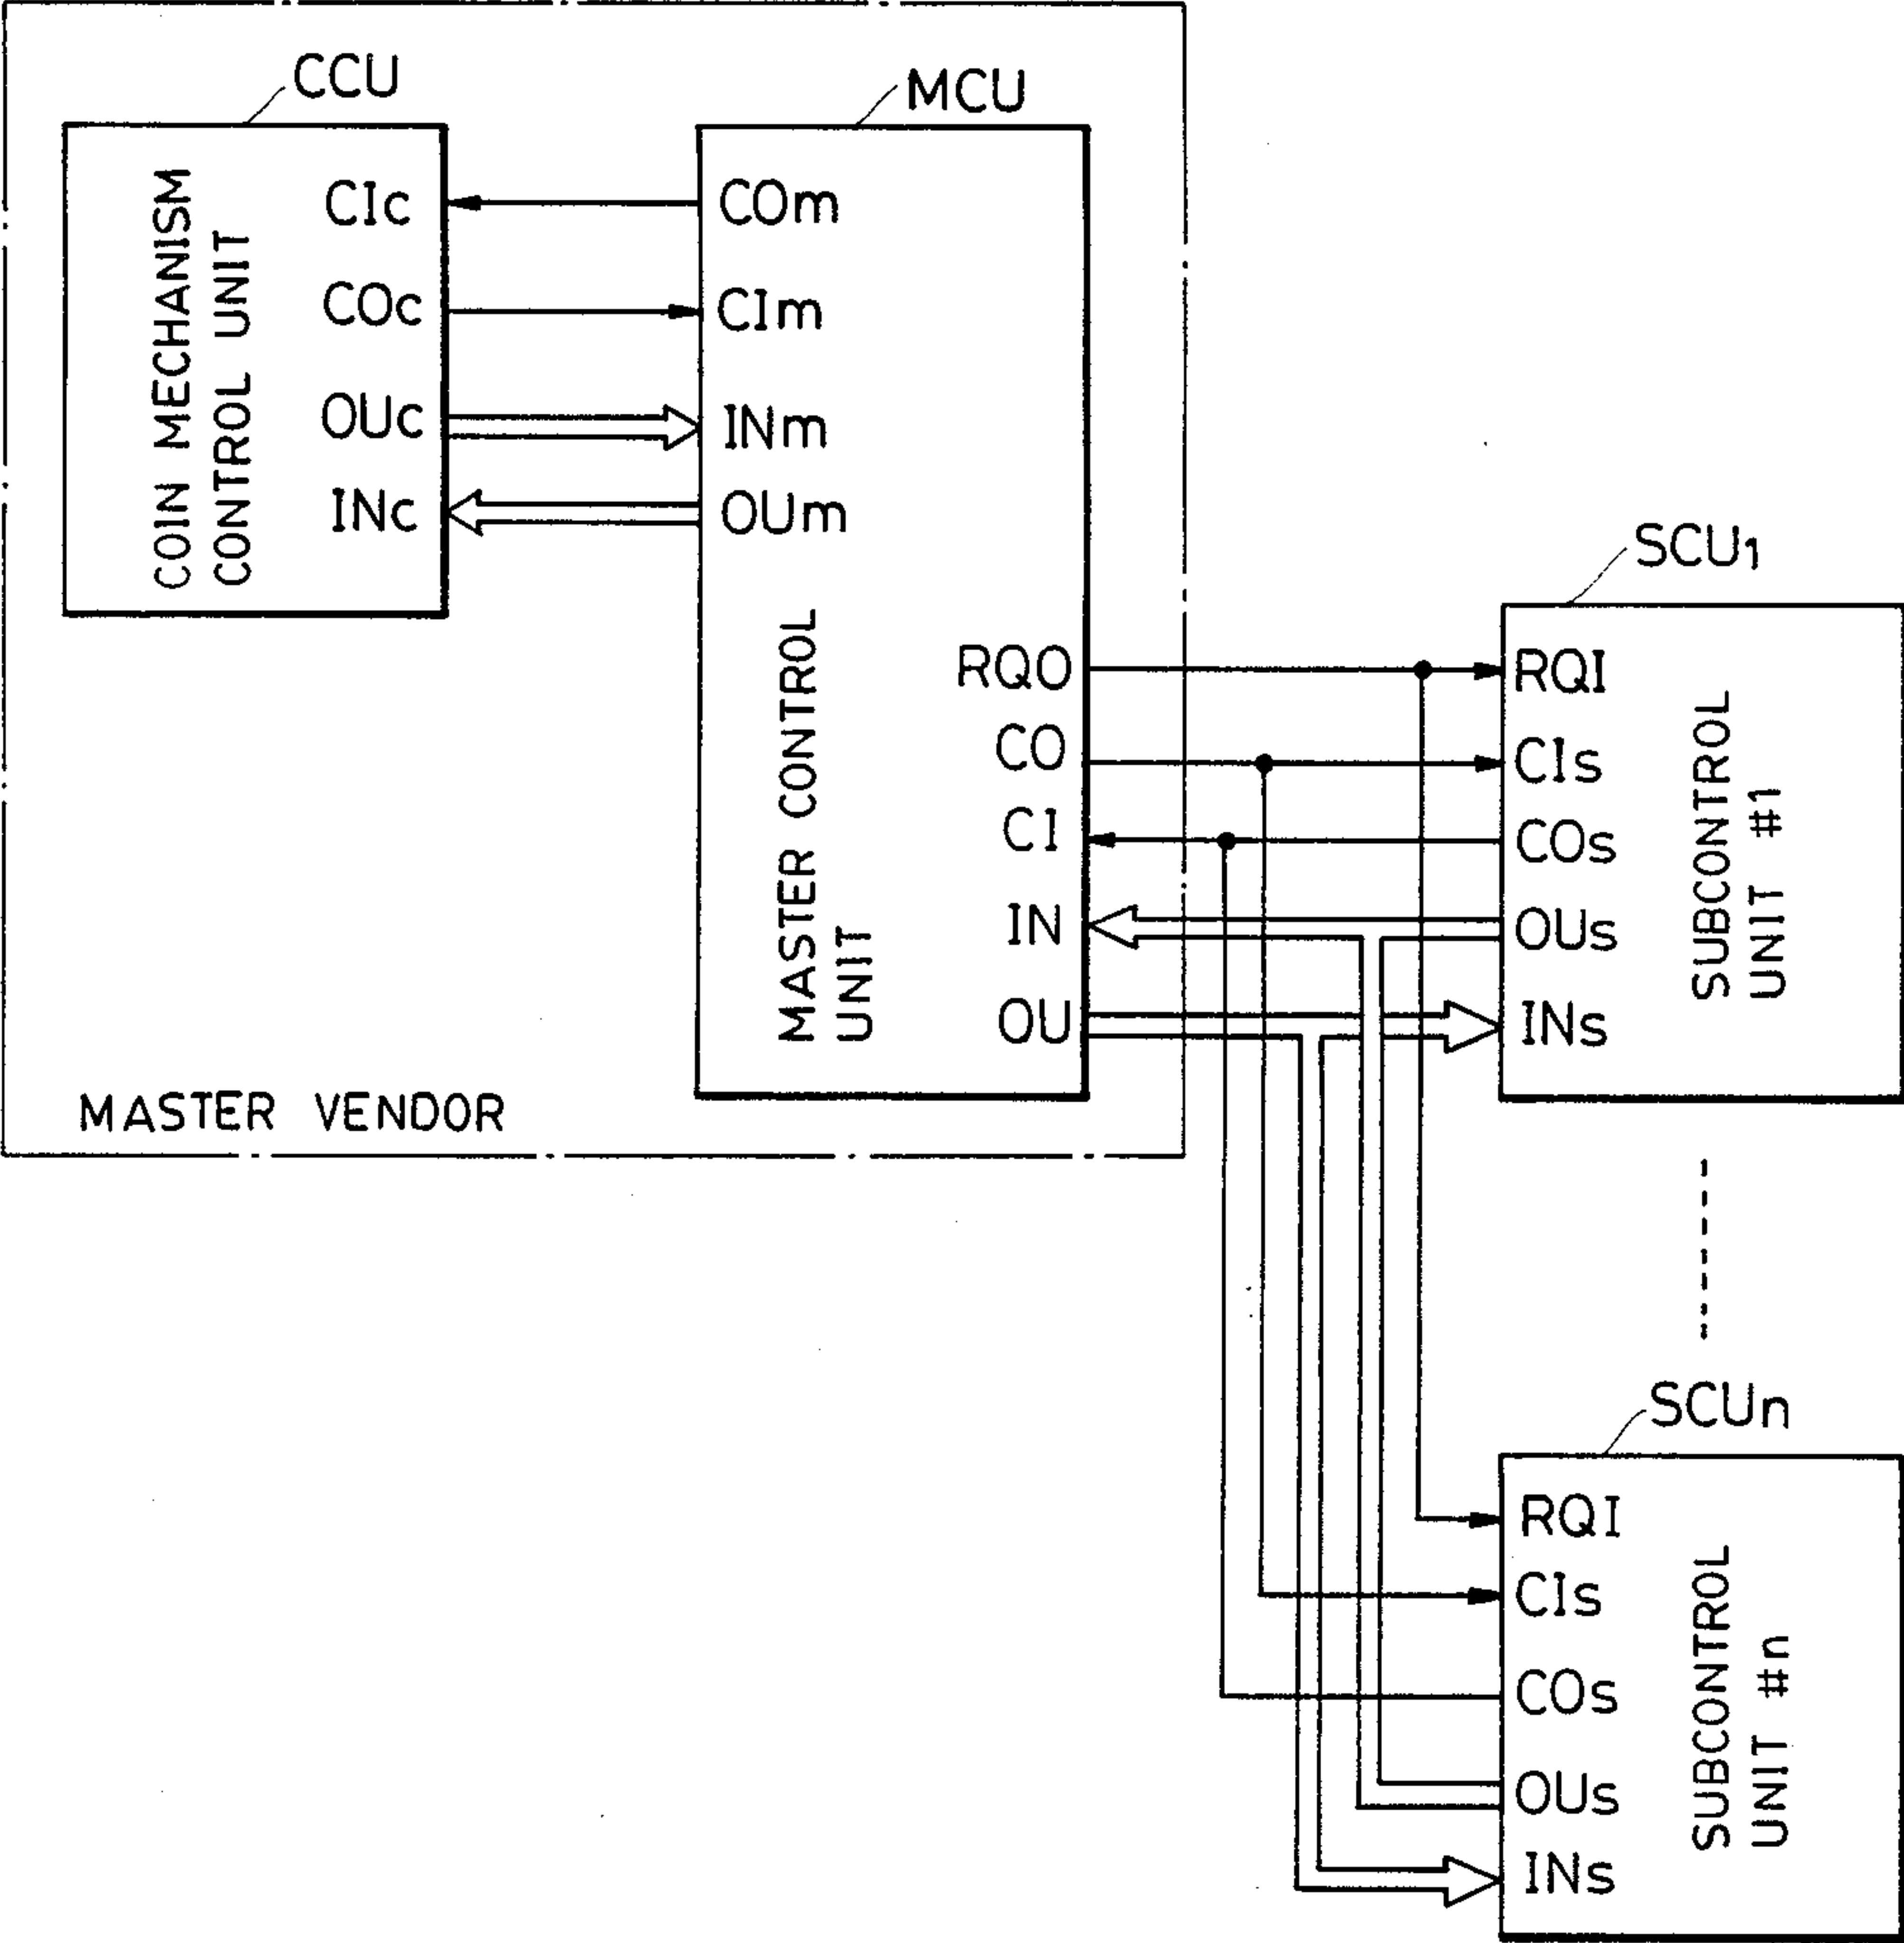 CCU
MCU
COIN MECHANISM
CONTROL UNIT
CIc
COc
OUc
INc
COm
CIm
INm
OUm
MASTER CONTROL
UNIT
RQO
CO
CI
IN
OU
MASTER VENDOR
SCU1
RQI
CIs
COs
OUs
INs
SUBCONTROL
UNIT #1
SCUn
RQI
CIs
COs
OUs
INs
SUBCONTROL
UNIT #n